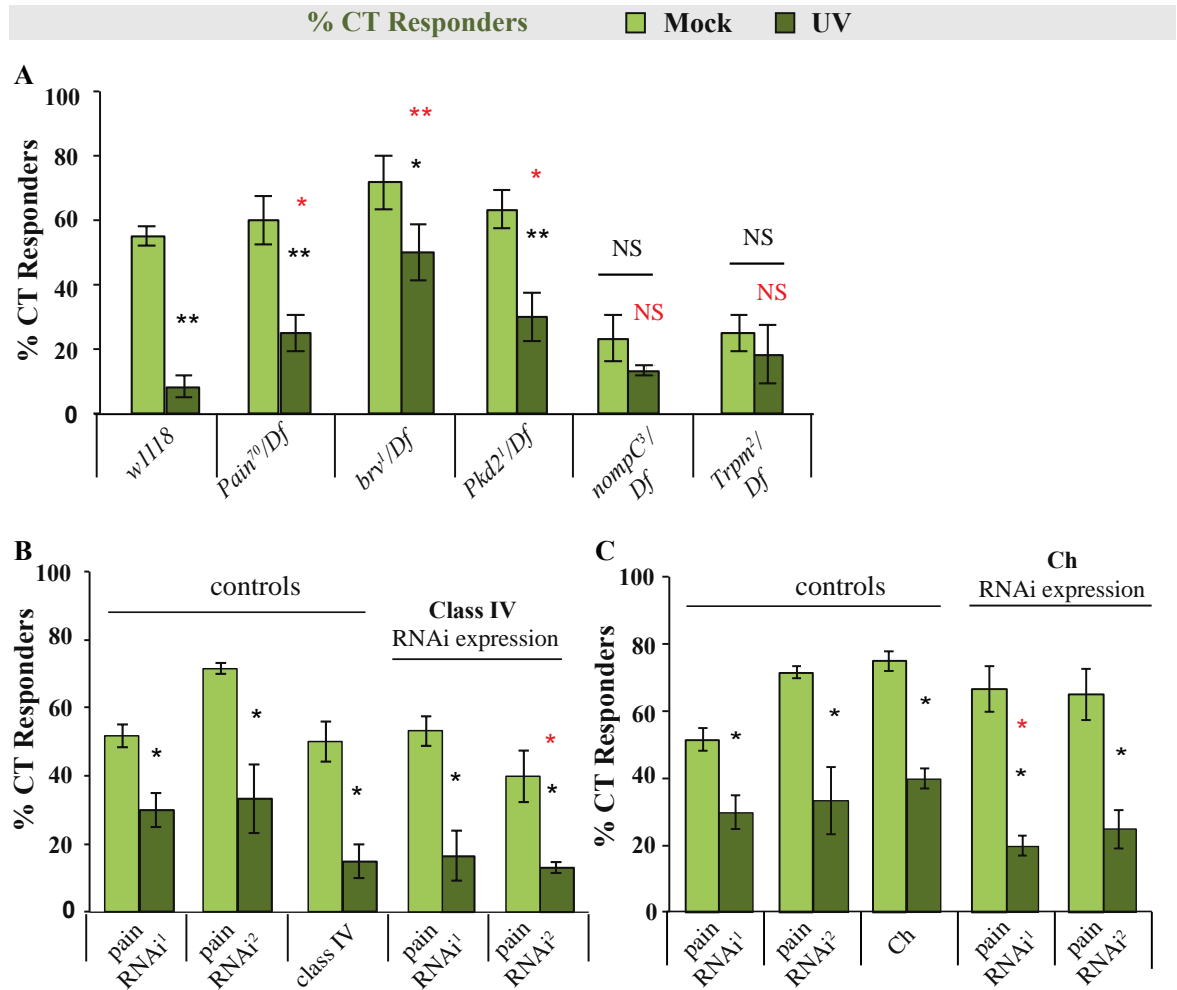 % CT Responders Mock UV
A
% CT Responders
100
80
60
40
20
0
**
** *
* **
** *
NS NS
NS NS
w1118
Pain⁷⁰/Df
brv¹/Df
Pkd2¹/Df
nompC³/
Df
Trpm²/
Df
B
% CT Responders
100
80
60
40
20
0
controls
Class IV
RNAi expression
*
*
*
*
*
*
pain
RNAi¹
pain
RNAi²
class IV
pain
RNAi¹
pain
RNAi²
C
% CT Responders
100
80
60
40
20
0
controls
Ch
RNAi expression
*
*
*
*
*
*
pain
RNAi¹
pain
RNAi²
Ch
pain
RNAi¹
pain
RNAi²